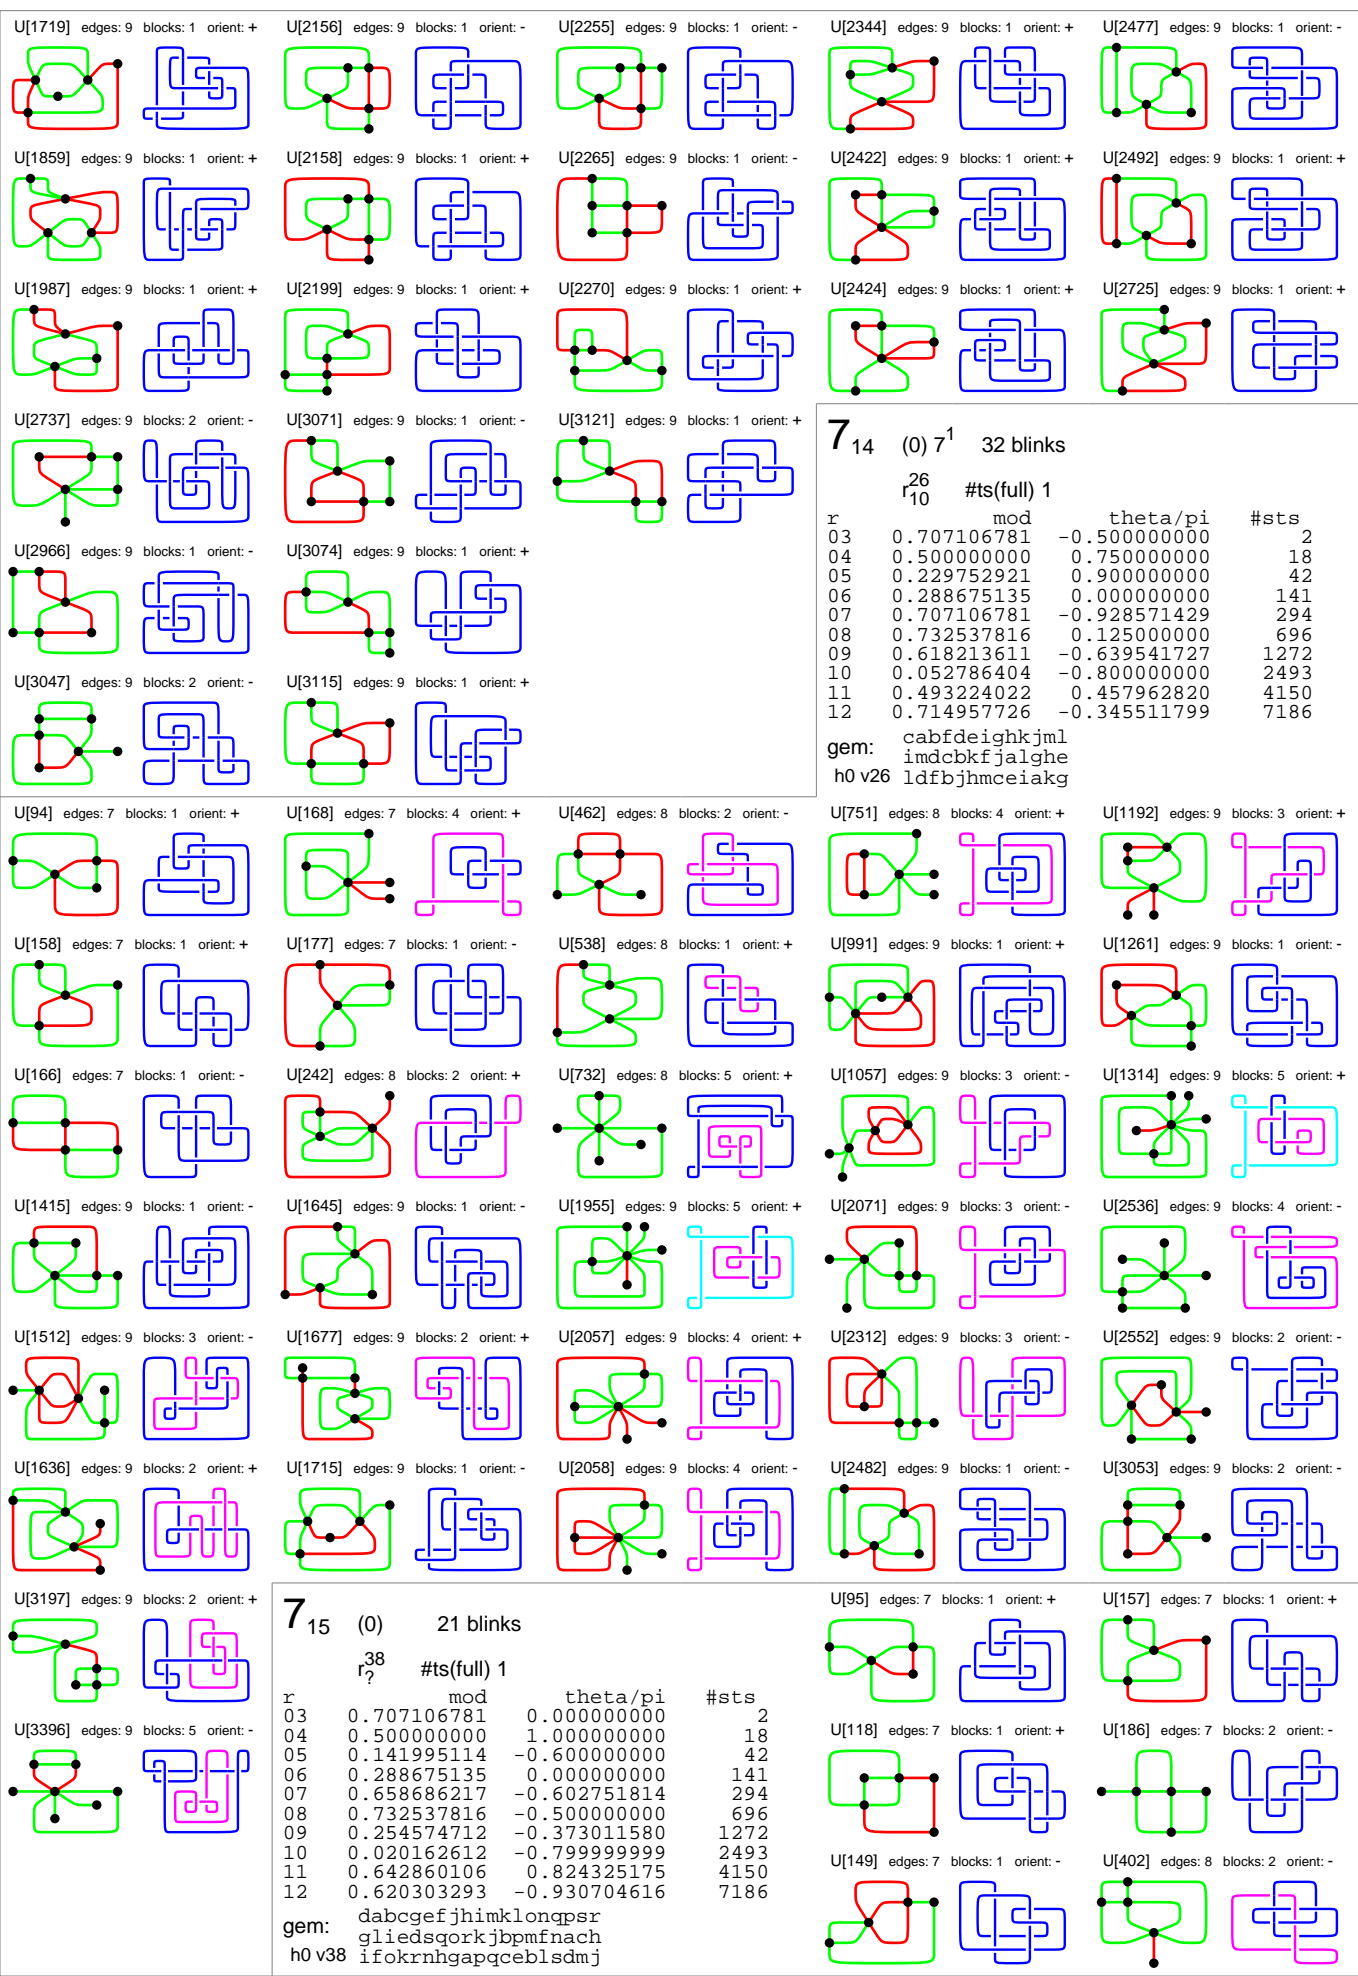 U[1719] edges: 9 blocks: 1 orient: +
U[2156] edges: 9 blocks: 1 orient: -
U[2255] edges: 9 blocks: 1 orient: -
U[2344] edges: 9 blocks: 1 orient: +
U[2477] edges: 9 blocks: 1 orient: -
U[1859] edges: 9 blocks: 1 orient: +
U[2158] edges: 9 blocks: 1 orient: +
U[2265] edges: 9 blocks: 1 orient: -
U[2422] edges: 9 blocks: 1 orient: +
U[2492] edges: 9 blocks: 1 orient: +
U[1987] edges: 9 blocks: 1 orient: +
U[2199] edges: 9 blocks: 1 orient: +
U[2270] edges: 9 blocks: 1 orient: +
U[2424] edges: 9 blocks: 1 orient: +
U[2725] edges: 9 blocks: 1 orient: +
U[2737] edges: 9 blocks: 2 orient: -
U[3071] edges: 9 blocks: 1 orient: -
U[3121] edges: 9 blocks: 1 orient: +
U[2966] edges: 9 blocks: 1 orient: -
U[3074] edges: 9 blocks: 1 orient: +
U[3047] edges: 9 blocks: 2 orient: -
U[3115] edges: 9 blocks: 1 orient: +
7 14 (0) 7 1 32 blinks
r 26 10 #ts(full) 1
r mod theta/pi #sts
03 0.707106781 -0.500000000 2
04 0.500000000 0.750000000 18
05 0.229752921 0.900000000 42
06 0.288675135 0.000000000 141
07 0.707106781 -0.928571429 294
08 0.732537816 0.125000000 696
09 0.618213611 -0.639541727 1272
10 0.052786404 -0.800000000 2493
11 0.493224022 0.457962820 4150
12 0.714957726 -0.345511799 7186
gem: cabfdeighkjml
imdcbkfjalghe
h0 v26 ldfbjhmceiakg
U[94] edges: 7 blocks: 1 orient: +
U[168] edges: 7 blocks: 4 orient: +
U[462] edges: 8 blocks: 2 orient: -
U[751] edges: 8 blocks: 4 orient: +
U[1192] edges: 9 blocks: 3 orient: +
U[158] edges: 7 blocks: 1 orient: +
U[177] edges: 7 blocks: 1 orient: -
U[538] edges: 8 blocks: 1 orient: +
U[991] edges: 9 blocks: 1 orient: +
U[1261] edges: 9 blocks: 1 orient: -
U[166] edges: 7 blocks: 1 orient: -
U[242] edges: 8 blocks: 2 orient: +
U[732] edges: 8 blocks: 5 orient: +
U[1057] edges: 9 blocks: 3 orient: -
U[1314] edges: 9 blocks: 5 orient: +
U[1415] edges: 9 blocks: 1 orient: -
U[1645] edges: 9 blocks: 1 orient: -
U[1955] edges: 9 blocks: 5 orient: +
U[2071] edges: 9 blocks: 3 orient: -
U[2536] edges: 9 blocks: 4 orient: -
U[1512] edges: 9 blocks: 3 orient: -
U[1677] edges: 9 blocks: 2 orient: +
U[2057] edges: 9 blocks: 4 orient: +
U[2312] edges: 9 blocks: 3 orient: -
U[2552] edges: 9 blocks: 2 orient: -
U[1636] edges: 9 blocks: 2 orient: +
U[1715] edges: 9 blocks: 1 orient: -
U[2058] edges: 9 blocks: 4 orient: -
U[2482] edges: 9 blocks: 1 orient: -
U[3053] edges: 9 blocks: 2 orient: -
U[3197] edges: 9 blocks: 2 orient: +
U[3396] edges: 9 blocks: 5 orient: -
7 15 (0) 21 blinks
r 38 ? #ts(full) 1
r mod theta/pi #sts
03 0.707106781 0.000000000 2
04 0.500000000 1.000000000 18
05 0.141995114 -0.600000000 42
06 0.288675135 0.000000000 141
07 0.658686217 -0.602751814 294
08 0.732537816 -0.500000000 696
09 0.254574712 -0.373011580 1272
10 0.020162612 -0.799999999 2493
11 0.642860106 0.824325175 4150
12 0.620303293 -0.930704616 7186
gem: dabcgefjhimklonqpsr
gliedsqorkjbpmfnach
h0 v38 ifokrnhgapqceblsdmj
U[95] edges: 7 blocks: 1 orient: +
U[157] edges: 7 blocks: 1 orient: +
U[118] edges: 7 blocks: 1 orient: +
U[186] edges: 7 blocks: 2 orient: -
U[149] edges: 7 blocks: 1 orient: -
U[402] edges: 8 blocks: 2 orient: -